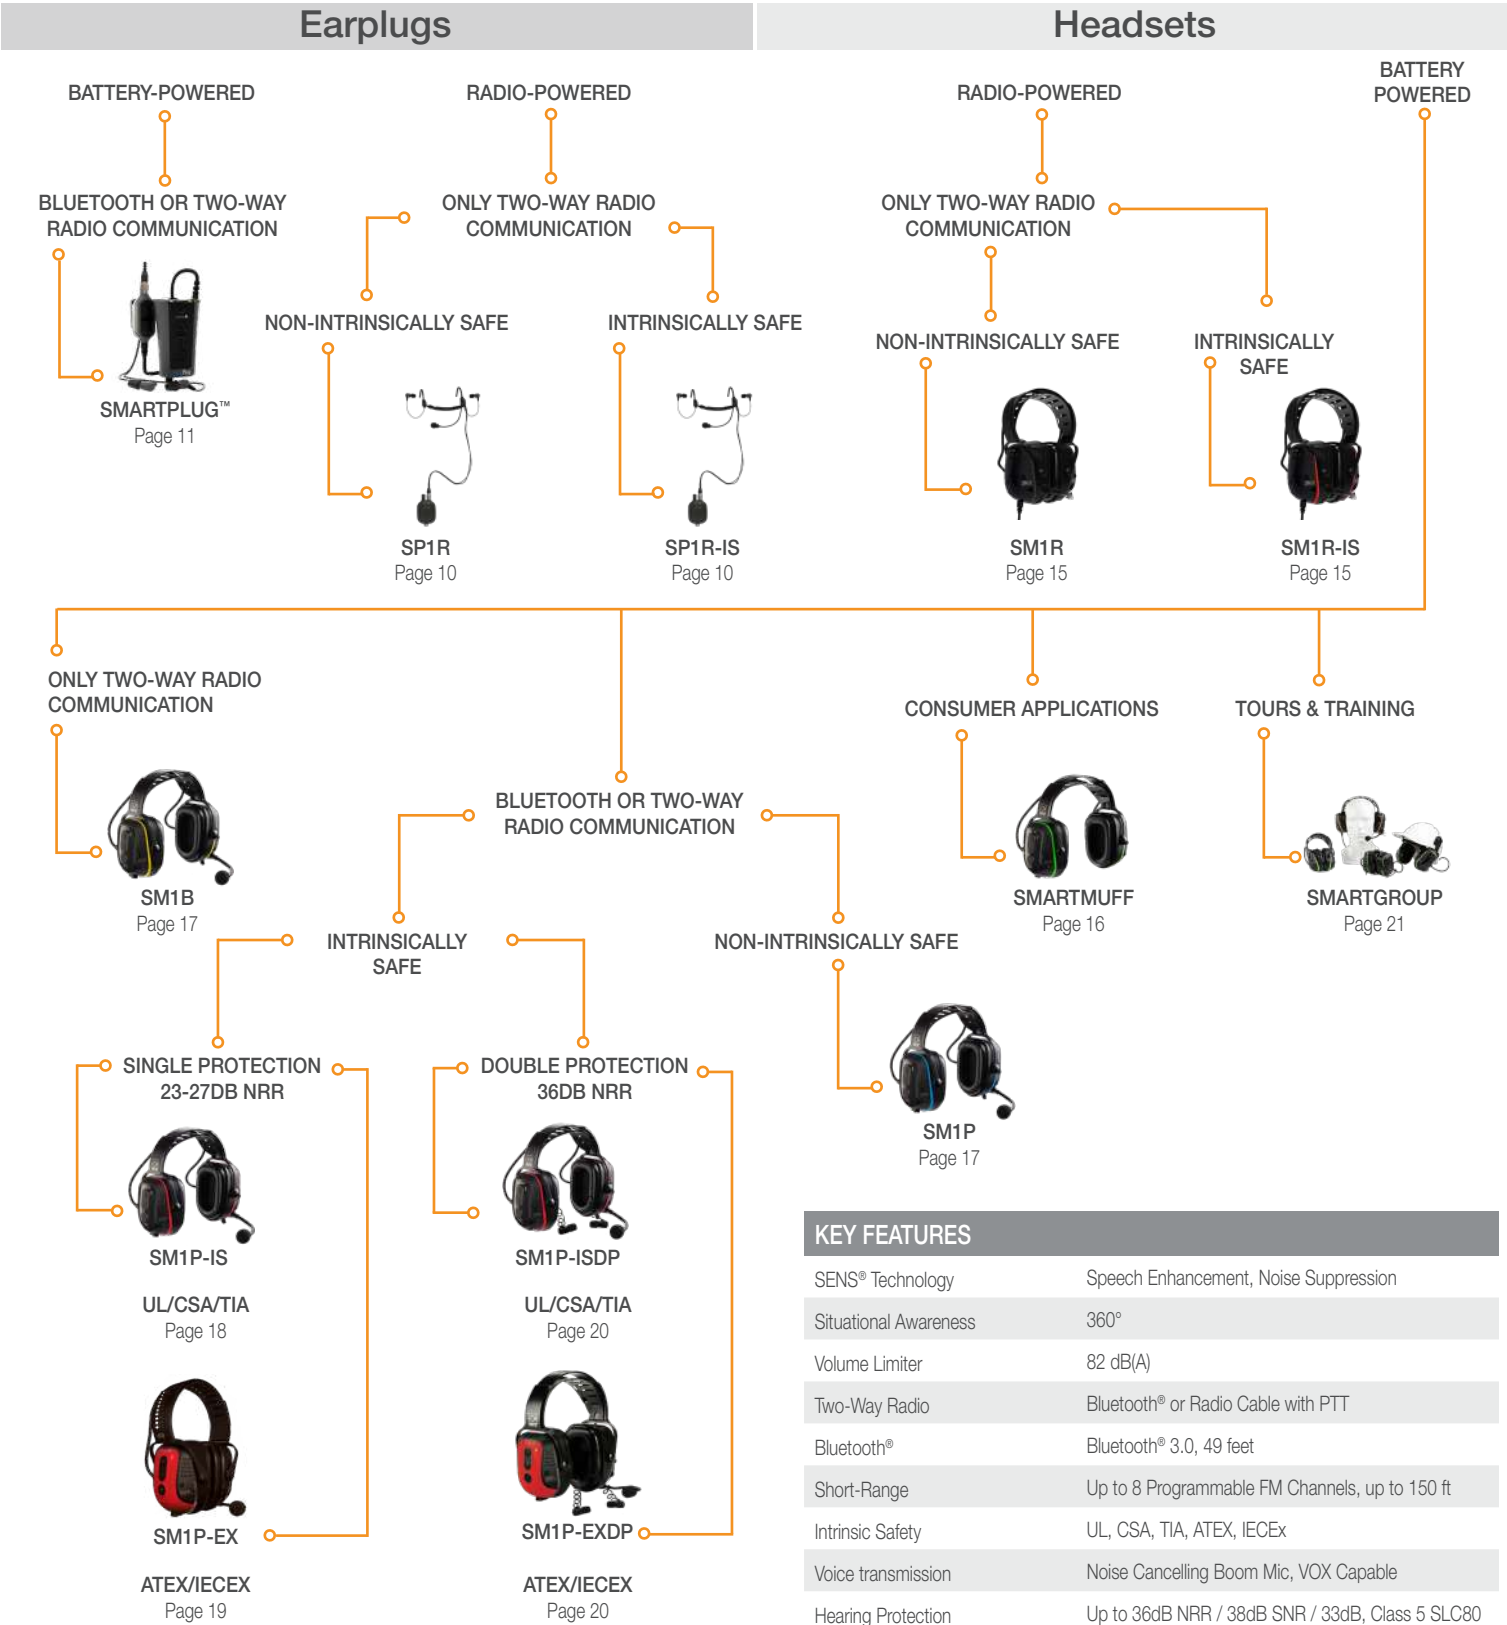 Earplugs
Headsets
BATTERY-POWERED
RADIO-POWERED
RADIO-POWERED
BATTERY
POWERED
BLUETOOTH OR TWO-WAY
RADIO COMMUNICATION
ONLY TWO-WAY RADIO
COMMUNICATION
ONLY TWO-WAY RADIO
COMMUNICATION
NON-INTRINSICALLY SAFE
INTRINSICALLY SAFE
NON-INTRINSICALLY SAFE
INTRINSICALLY
SAFE
SMARTPLUG™
Page 11
SP1R
Page 10
SP1R-IS
Page 10
SM1R
Page 15
SM1R-IS
Page 15
ONLY TWO-WAY RADIO
COMMUNICATION
CONSUMER APPLICATIONS
TOURS & TRAINING
BLUETOOTH OR TWO-WAY
RADIO COMMUNICATION
SM1B
Page 17
SMARTMUFF
Page 16
SMARTGROUP
Page 21
INTRINSICALLY
SAFE
NON-INTRINSICALLY SAFE
SINGLE PROTECTION
23-27DB NRR
DOUBLE PROTECTION
36DB NRR
SM1P
Page 17
SM1P-IS
UL/CSA/TIA
Page 18
SM1P-ISDP
UL/CSA/TIA
Page 20
SM1P-EX
ATEX/IECEX
Page 19
SM1P-EXDP
ATEX/IECEX
Page 20
KEY FEATURES
SENS® Technology Speech Enhancement, Noise Suppression
Situational Awareness 360º
Volume Limiter 82 dB(A)
Two-Way Radio Bluetooth® or Radio Cable with PTT
Bluetooth® Bluetooth® 3.0, 49 feet
Short-Range Up to 8 Programmable FM Channels, up to 150 ft
Intrinsic Safety UL, CSA, TIA, ATEX, IECEx
Voice transmission Noise Cancelling Boom Mic, VOX Capable
Hearing Protection Up to 36dB NRR / 38dB SNR / 33dB, Class 5 SLC80